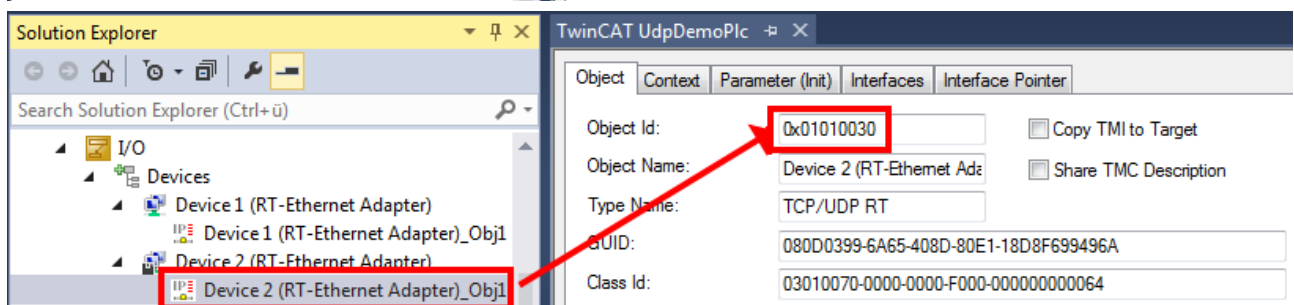 Solution Explorer
Search Solution Explorer (Ctrl+ü)
I/O
Devices
Device 1 (RT-Ethernet Adapter)
Device 1 (RT-Ethernet Adapter)_Obj1
Device 2 (RT-Ethernet Adapter)
Device 2 (RT-Ethernet Adapter)_Obj1
TwinCAT UdpDemoPlc
Object Context Parameter (Init) Interfaces Interface Pointer
Object Id: 0x01010030 Copy TMI to Target
Object Name: Device 2 (RT-Ethernet Ada Share TMC Description
Type Name: TCP/UDP RT
GUID: 080D0399-6A65-408D-80E1-18D8F699496A
Class Id: 03010070-0000-0000-F000-000000000064